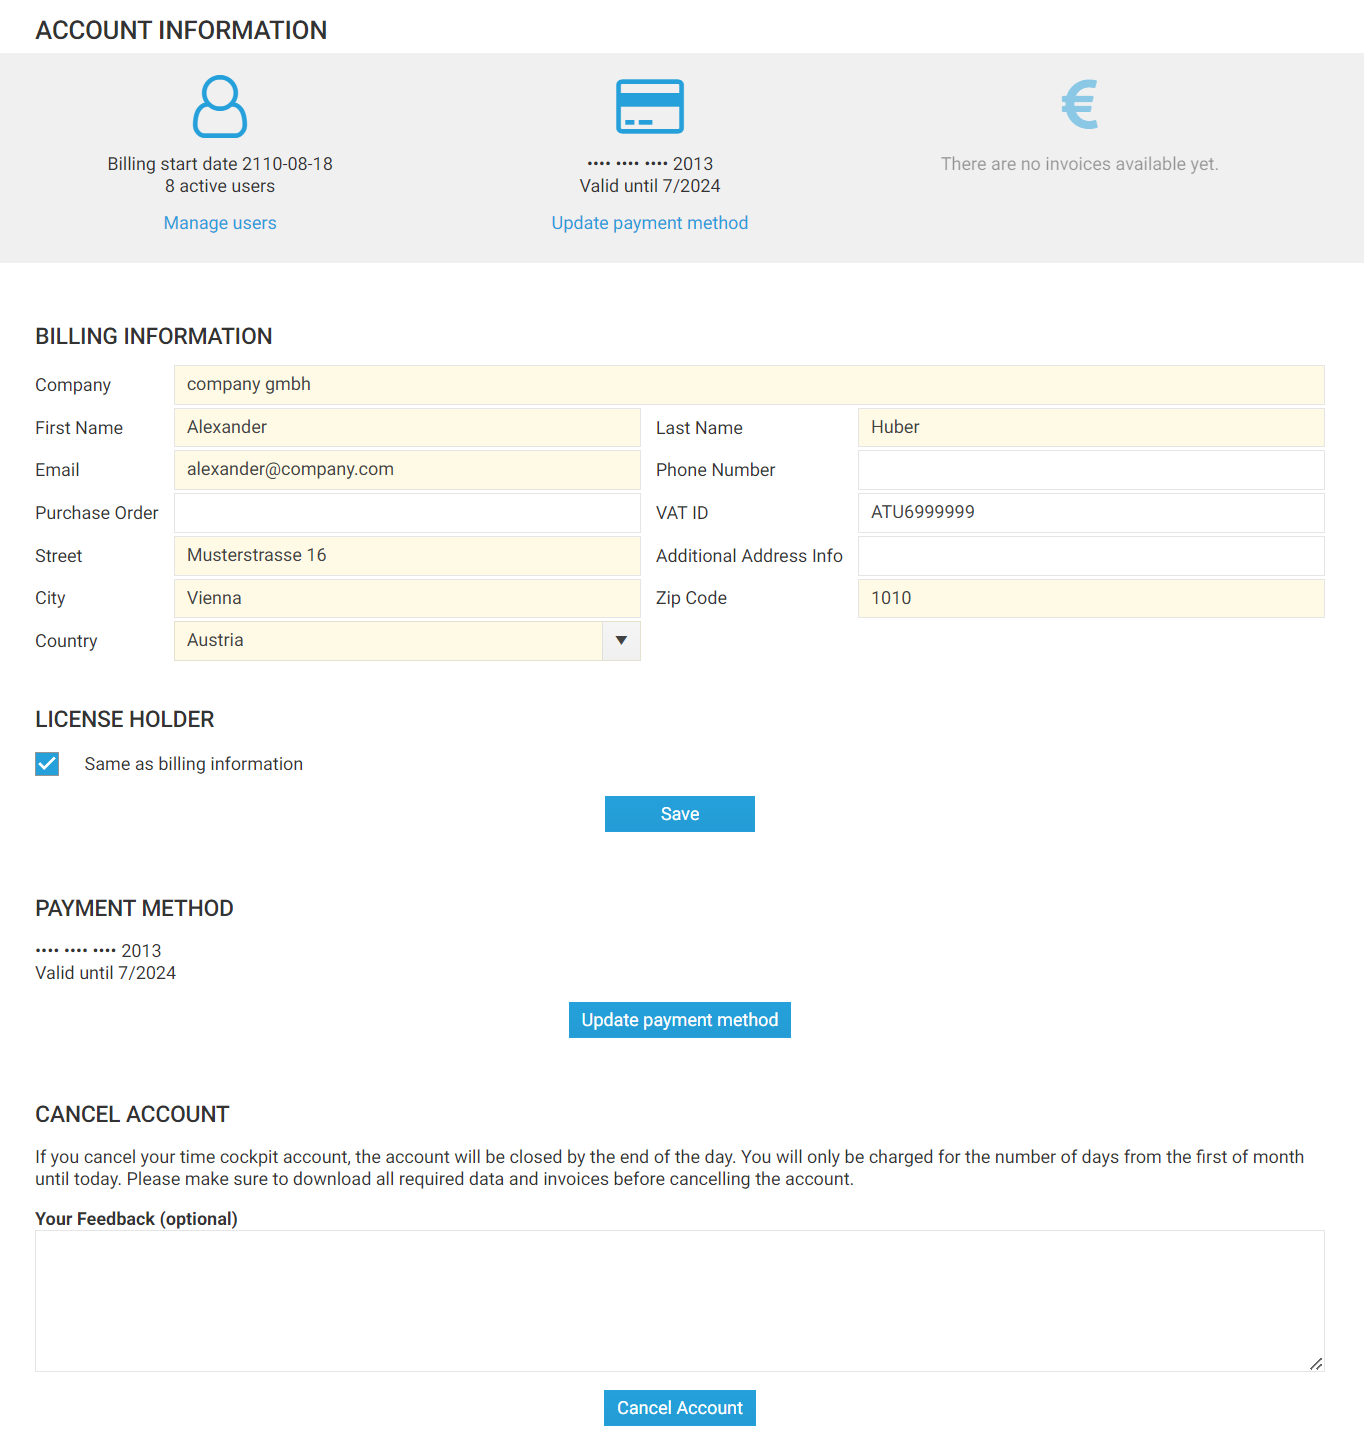 ACCOUNT INFORMATION
€
Billing start date 2110-08-18
8 active users
Manage users
•••• •••• •••• 2013
Valid until 7/2024
Update payment method
There are no invoices available yet.
BILLING INFORMATION
Company company gmbh
First Name Alexander Last Name Huber
Email alexander@company.com Phone Number
Purchase Order VAT ID ATU6999999
Street Musterstrasse 16 Additional Address Info
City Vienna Zip Code 1010
Country Austria
LICENSE HOLDER
Same as billing information
Save
PAYMENT METHOD
•••• •••• •••• 2013
Valid until 7/2024
Update payment method
CANCEL ACCOUNT
If you cancel your time cockpit account, the account will be closed by the end of the day. You will only be charged for the number of days from the first of month
until today. Please make sure to download all required data and invoices before cancelling the account.
Your Feedback (optional)
Cancel Account